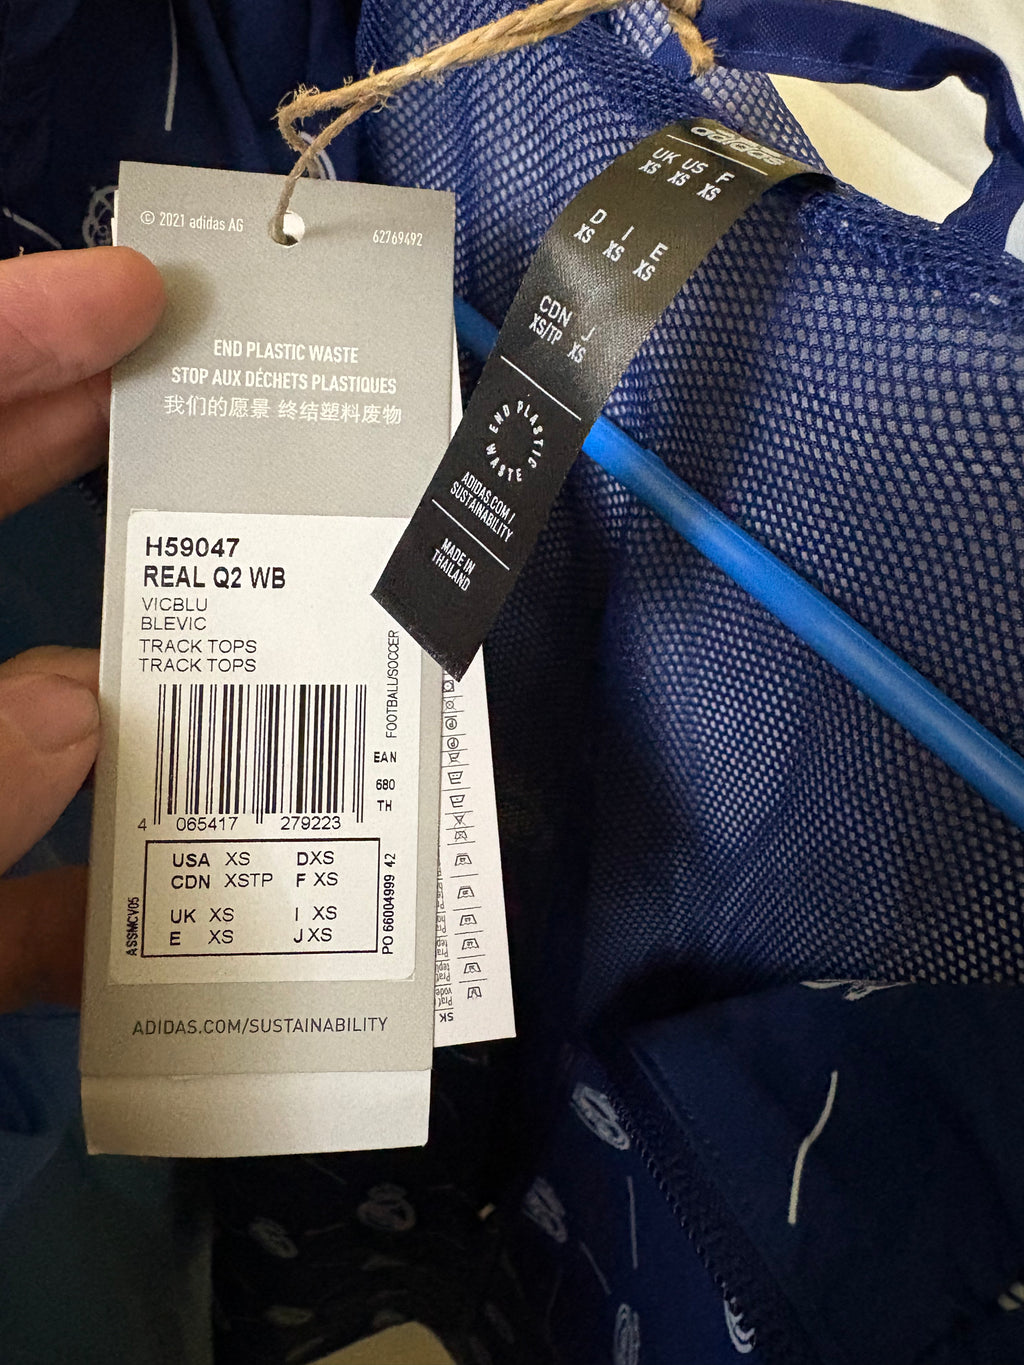 © 2021 adidas AG
62769492
END PLASTIC WASTE
STOP AUX DÉCHETS PLASTIQUES
我们的愿景 终结塑料废物
H59047
REAL Q2 WB
VICBLU
BLEVIC
TRACK TOPS
TRACK TOPS
FOOTBALL/SOCCER
EAN
680
TH
4 065417 279223
USA XS DXS
CDN XSTP F XS
UK XS I XS
E XS J XS
ASSMCV05
PO 66004999 42
ADIDAS.COM/SUSTAINABILITY
adidas
UK US F
XS XS XS
D I E
XS XS XS
CDN J
XS/TP XS
END PLASTIC WASTE
ADIDAS.COM/
SUSTAINABILITY
MADE IN
THAILAND
SK